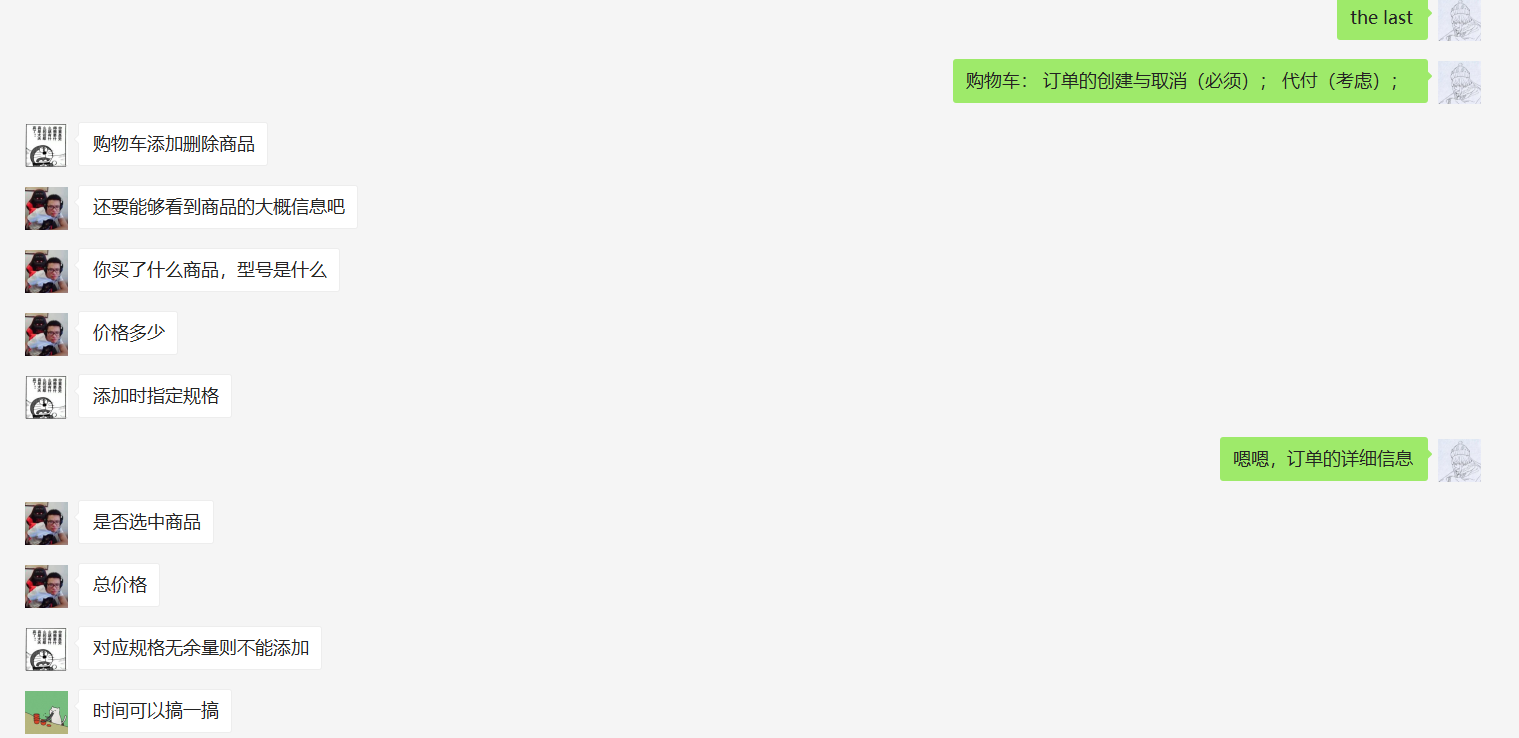 the last
购物车： 订单的创建与取消（必须）； 代付（考虑）；
购物车添加删除商品
还要能够看到商品的大概信息吧
你买了什么商品，型号是什么
价格多少
添加时指定规格
嗯嗯，订单的详细信息
是否选中商品
总价格
对应规格无余量则不能添加
时间可以搞一搞